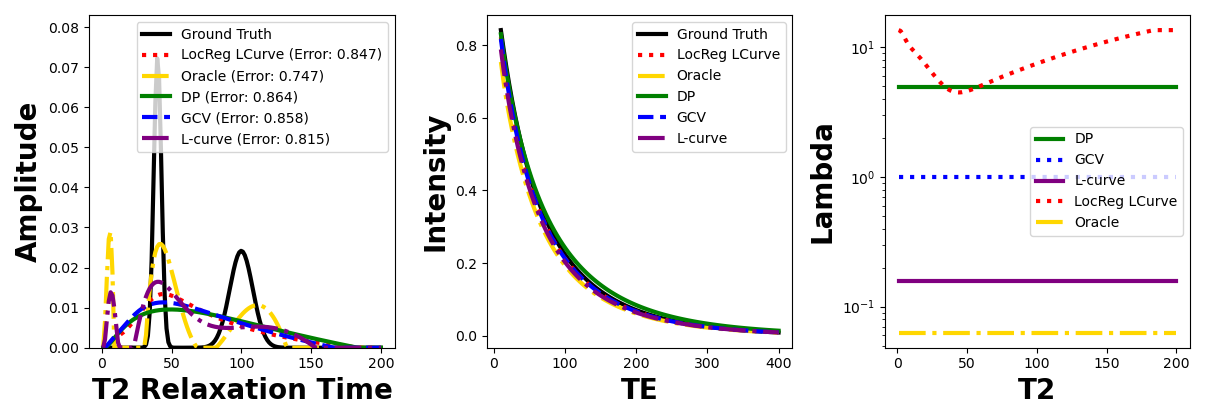 0.08
0.07
0.06
0.05
0.04
0.03
0.02
0.01
0.00
Amplitude
Ground Truth
LocReg LCurve (Error: 0.847)
Oracle (Error: 0.747)
DP (Error: 0.864)
GCV (Error: 0.858)
L-curve (Error: 0.815)
0 50 100 150 200
T2 Relaxation Time
0.8
0.6
0.4
0.2
0.0
Intensity
Ground Truth
LocReg LCurve
Oracle
DP
GCV
L-curve
0 100 200 300 400
TE
10¹
10⁰
10⁻¹
Lambda
DP
GCV
L-curve
LocReg LCurve
Oracle
0 50 100 150 200
T2